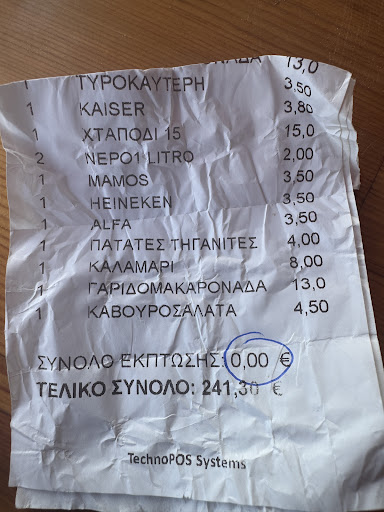 13,0
1 ΤΥΡΟΚΑΥΤΕΡΗ 3,50
1 KAISER 3,80
1 ΧΤΑΠΟΔΙ 15 15,0
2 ΝΕΡΟ1 LITRO 2,00
1 MAMOS 3,50
1 HEINEKEN 3,50
1 ALFA 3,50
1 ΠΑΤΑΤΕΣ ΤΗΓΑΝΙΤΕΣ 4,00
1 ΚΑΛΑΜΑΡΙ 8,00
1 ΓΑΡΙΔΟΜΑΚΑΡΟΝΑΔΑ 13,0
1 ΚΑΒΟΥΡΟΣΑΛΑΤΑ 4,50
ΣΥΝΟΛΟ ΕΚΠΤΩΣΗΣ: 0,00 €
ΤΕΛΙΚΟ ΣΥΝΟΛΟ: 241,30 €
TechnoPOS Systems